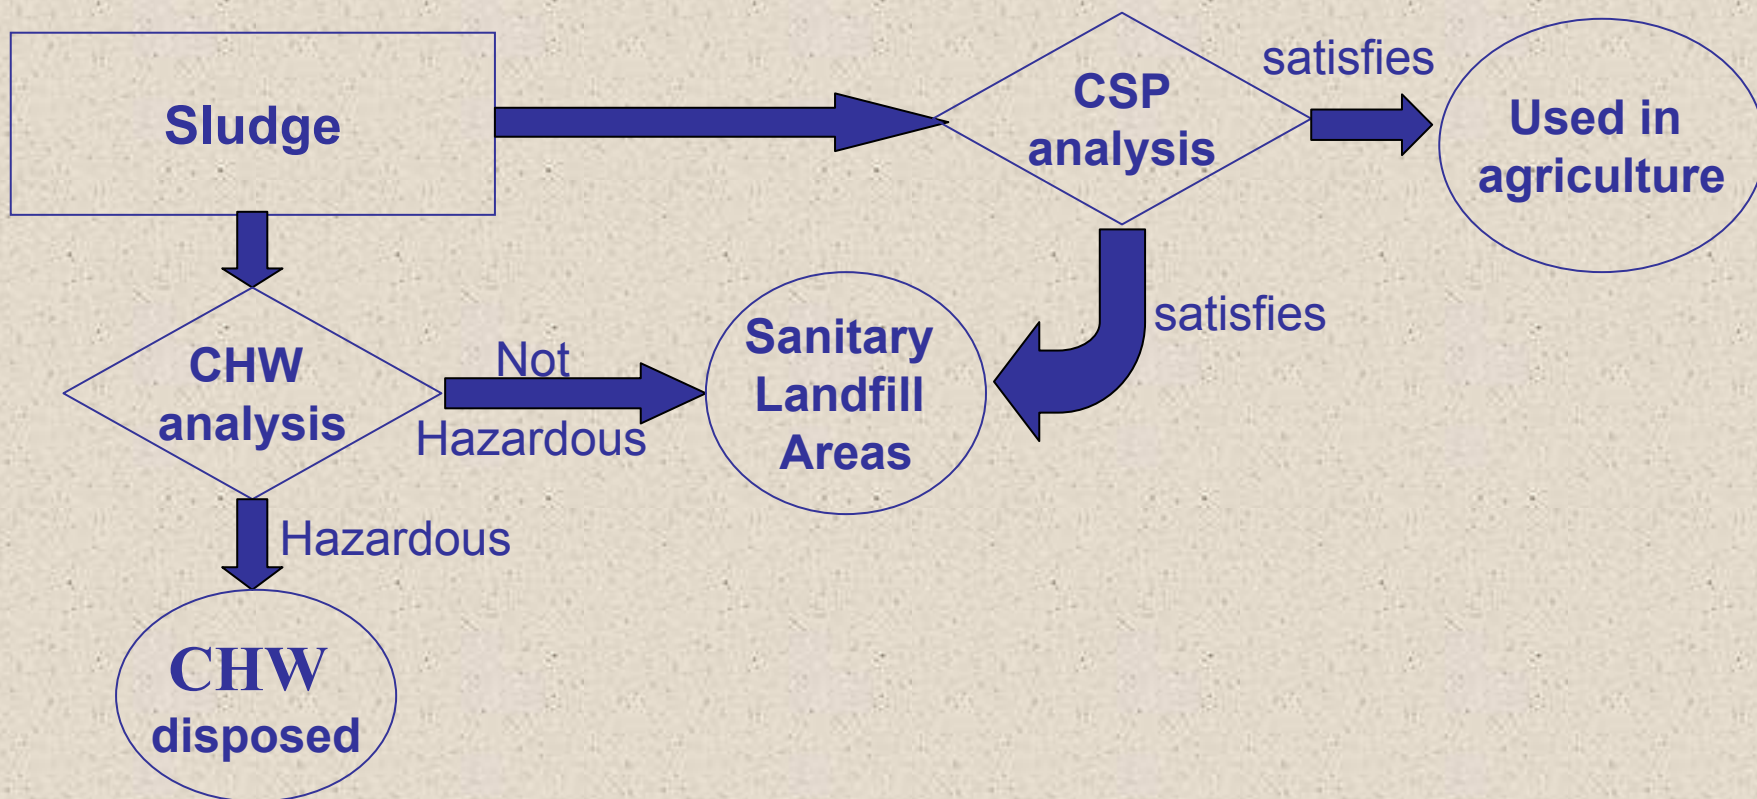 Sludge
CSP
analysis
satisfies
Used in
agriculture
satisfies
CHW
analysis
Not
Hazardous
Sanitary
Landfill
Areas
Hazardous
CHW
disposed